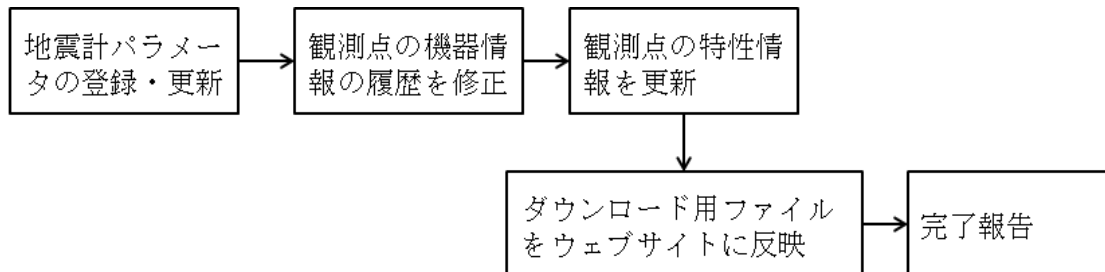 地震計パラメー
タの登録・更新
観測点の機器情
報の履歴を修正
観測点の特性情
報を更新
ダウンロード用ファイル
をウェブサイトに反映
完了報告